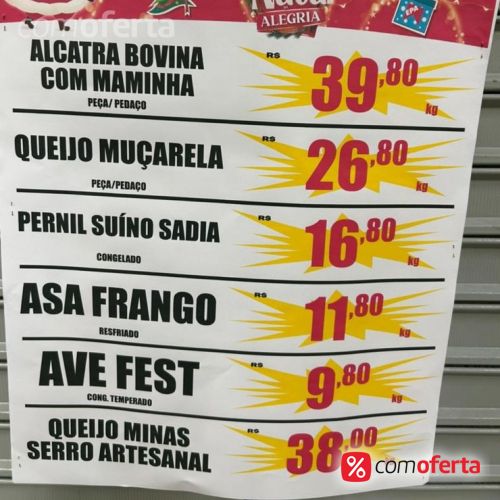 comoferta
Natal
ALEGRIA
EPA
ALCATRA BOVINA
COM MAMINHA
PEÇA/ PEDAÇO
R$ 39,80 kg
QUEIJO MUÇARELA
PEÇA/PEDAÇO
R$ 26,80 kg
PERNIL SUÍNO SADIA
CONGELADO
R$ 16,80 kg
ASA FRANGO
RESFRIADO
R$ 11,80 kg
AVE FEST
CONG. TEMPERADO
R$ 9,80 kg
QUEIJO MINAS
SERRO ARTESANAL
R$ 38,00
% comoferta